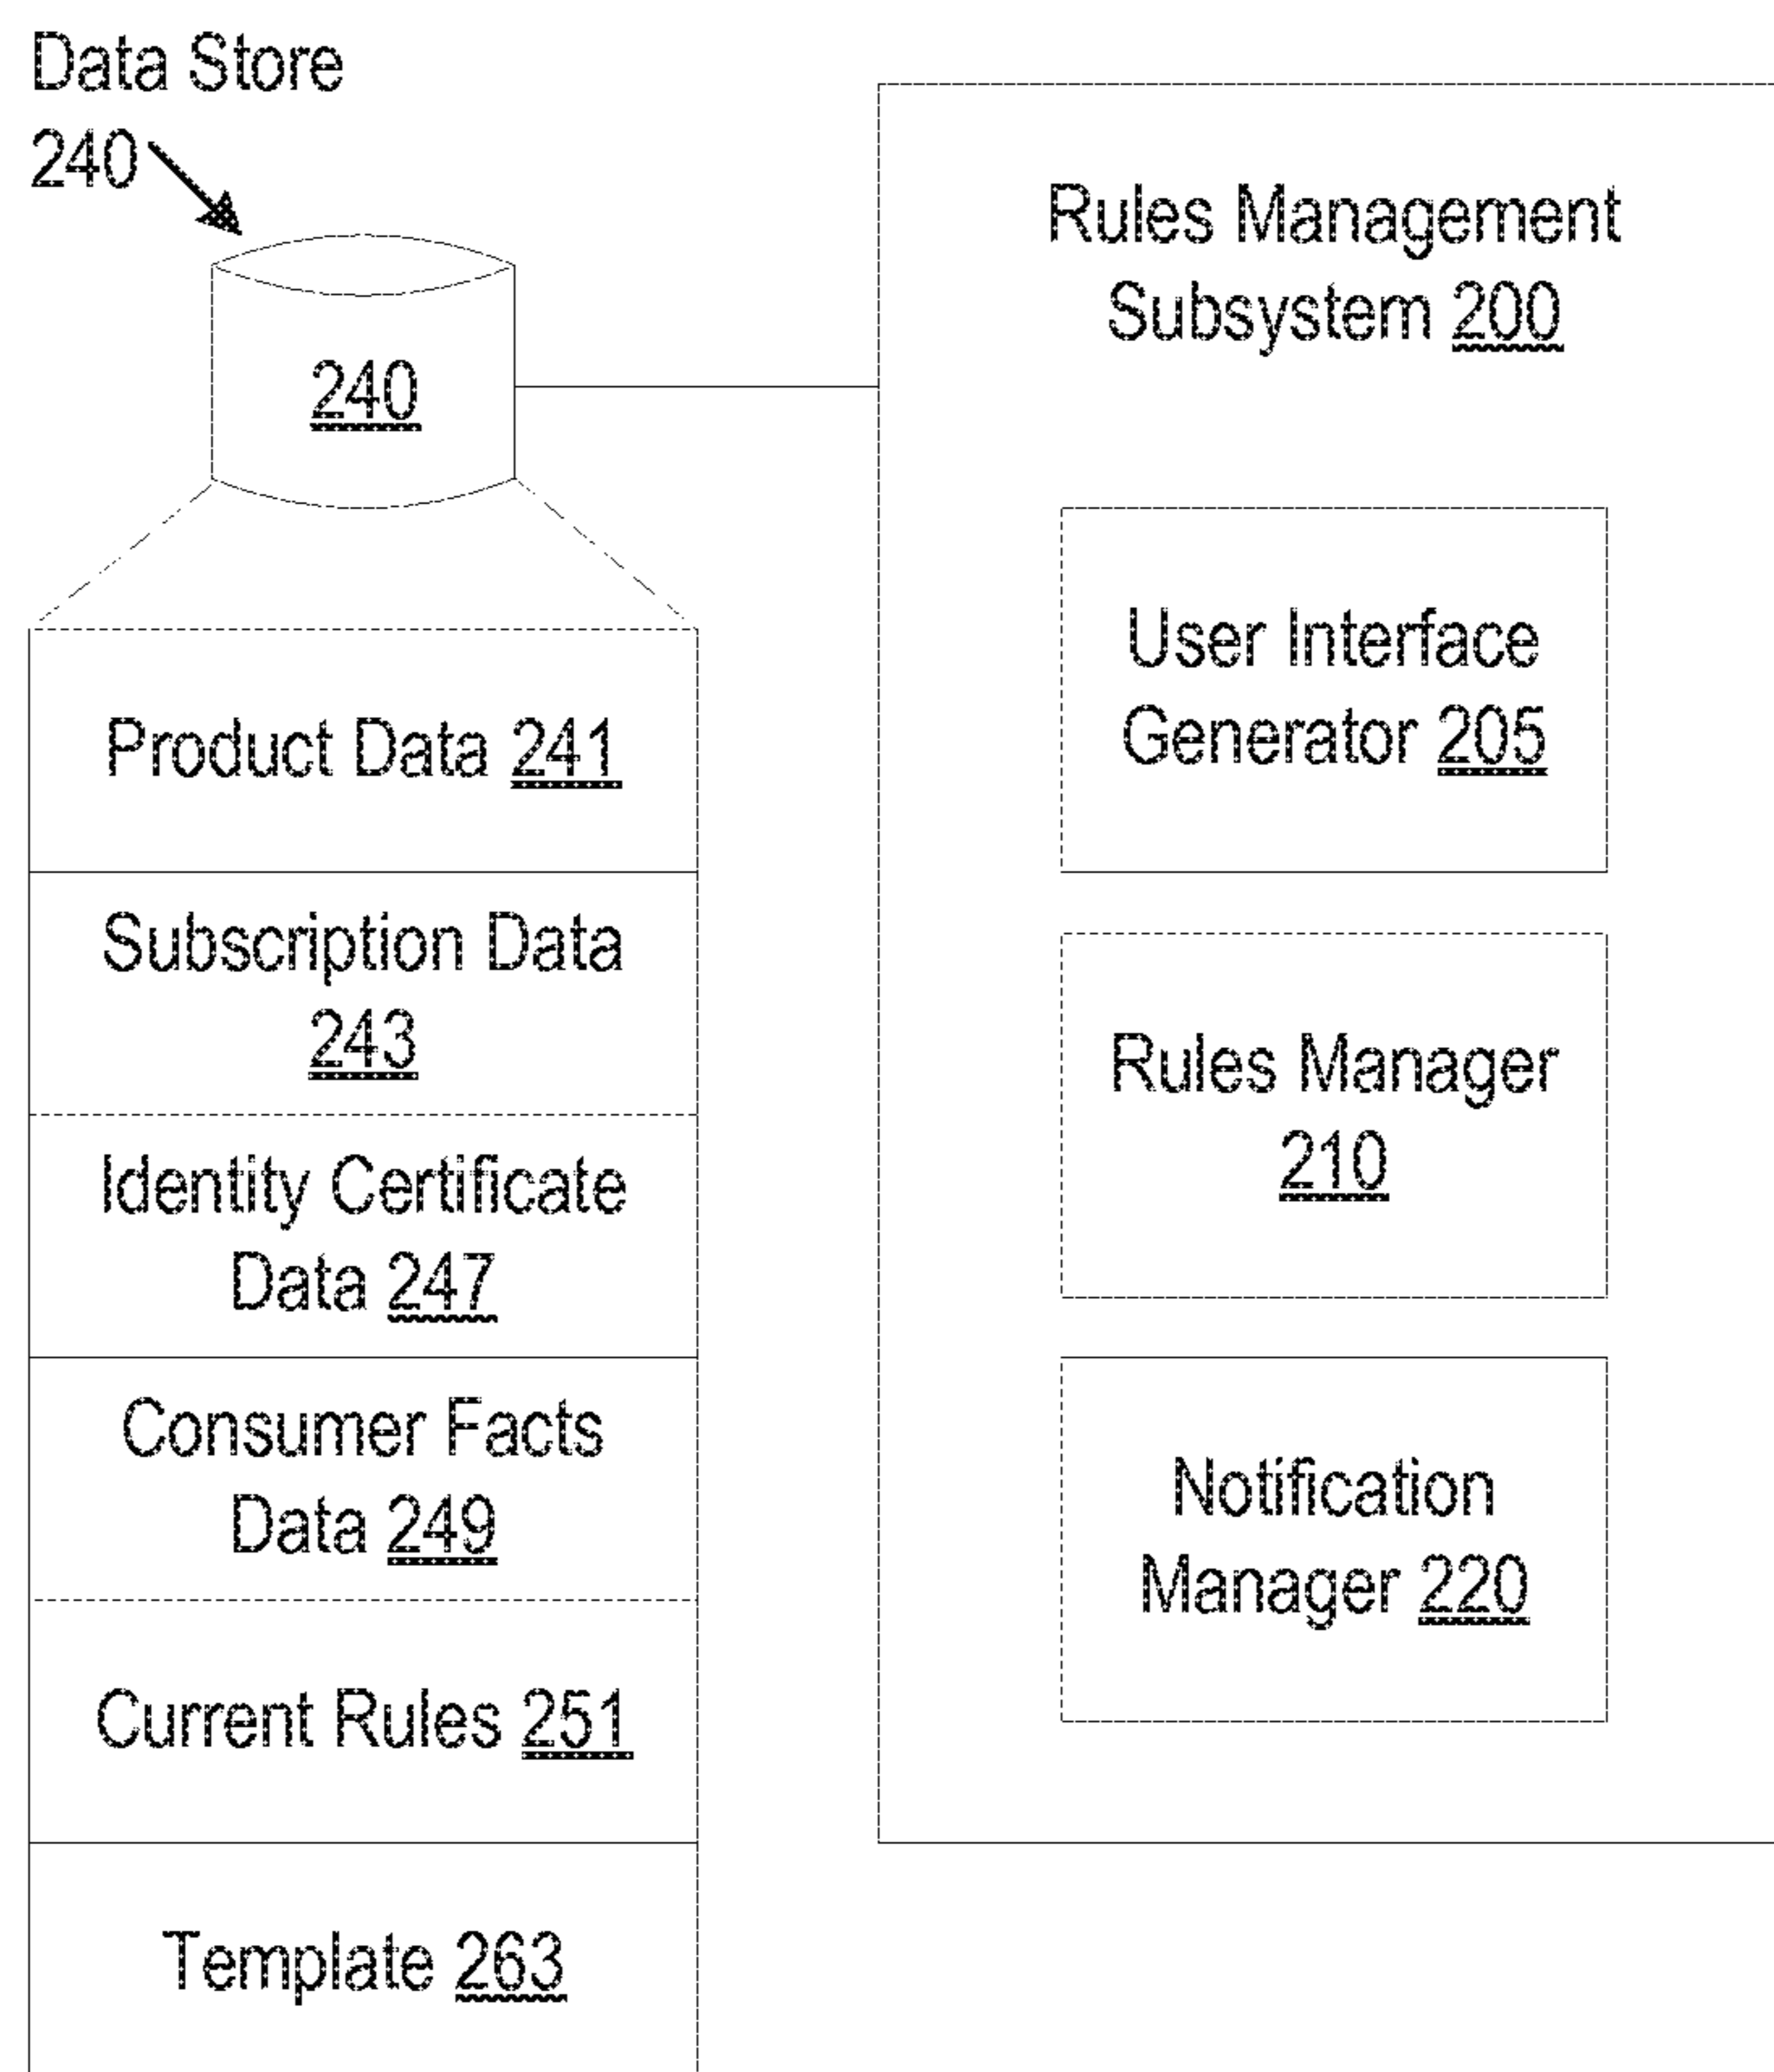 Data Store
240
240
Product Data 241
Subscription Data
243
Identity Certificate
Data 247
Consumer Facts
Data 249
Current Rules 251
Template 263
Rules Management
Subsystem 200
User Interface
Generator 205
Rules Manager
210
Notification
Manager 220